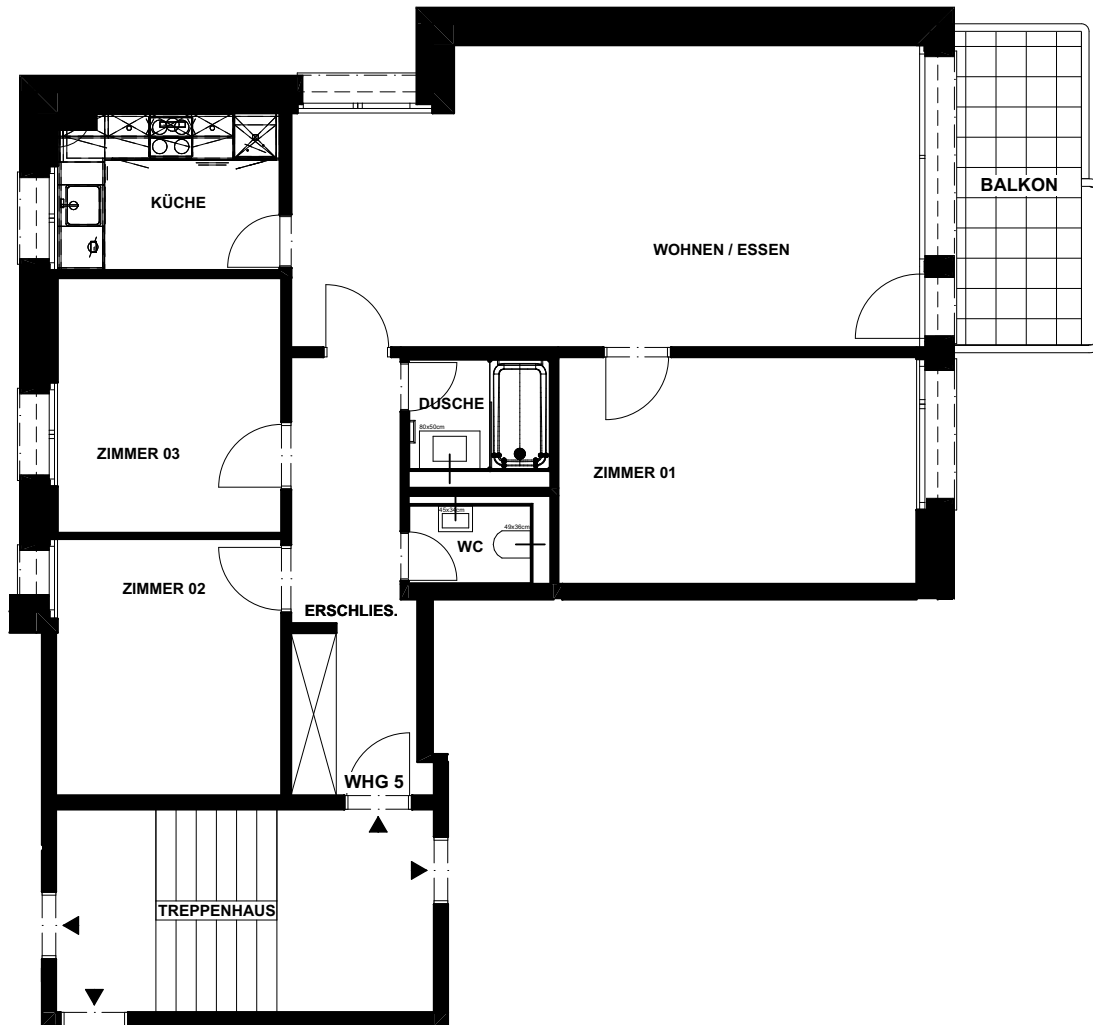 KÜCHE
BALKON
WOHNEN / ESSEN
DUSCHE
80x50cm
ZIMMER 03
ZIMMER 01
45x34cm
49x36cm
WC
ZIMMER 02
ERSCHLIES.
WHG 5
TREPPENHAUS